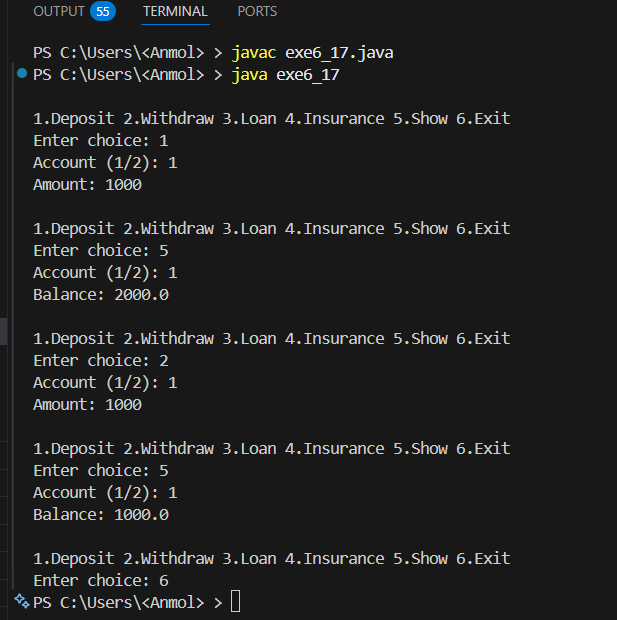 OUTPUT 55 TERMINAL PORTS
PS C:\Users\<Anmol> > javac exe6_17.java
PS C:\Users\<Anmol> > java exe6_17
1.Deposit 2.Withdraw 3.Loan 4.Insurance 5.Show 6.Exit
Enter choice: 1
Account (1/2): 1
Amount: 1000
1.Deposit 2.Withdraw 3.Loan 4.Insurance 5.Show 6.Exit
Enter choice: 5
Account (1/2): 1
Balance: 2000.0
1.Deposit 2.Withdraw 3.Loan 4.Insurance 5.Show 6.Exit
Enter choice: 2
Account (1/2): 1
Amount: 1000
1.Deposit 2.Withdraw 3.Loan 4.Insurance 5.Show 6.Exit
Enter choice: 5
Account (1/2): 1
Balance: 1000.0
1.Deposit 2.Withdraw 3.Loan 4.Insurance 5.Show 6.Exit
Enter choice: 6
PS C:\Users\<Anmol> >